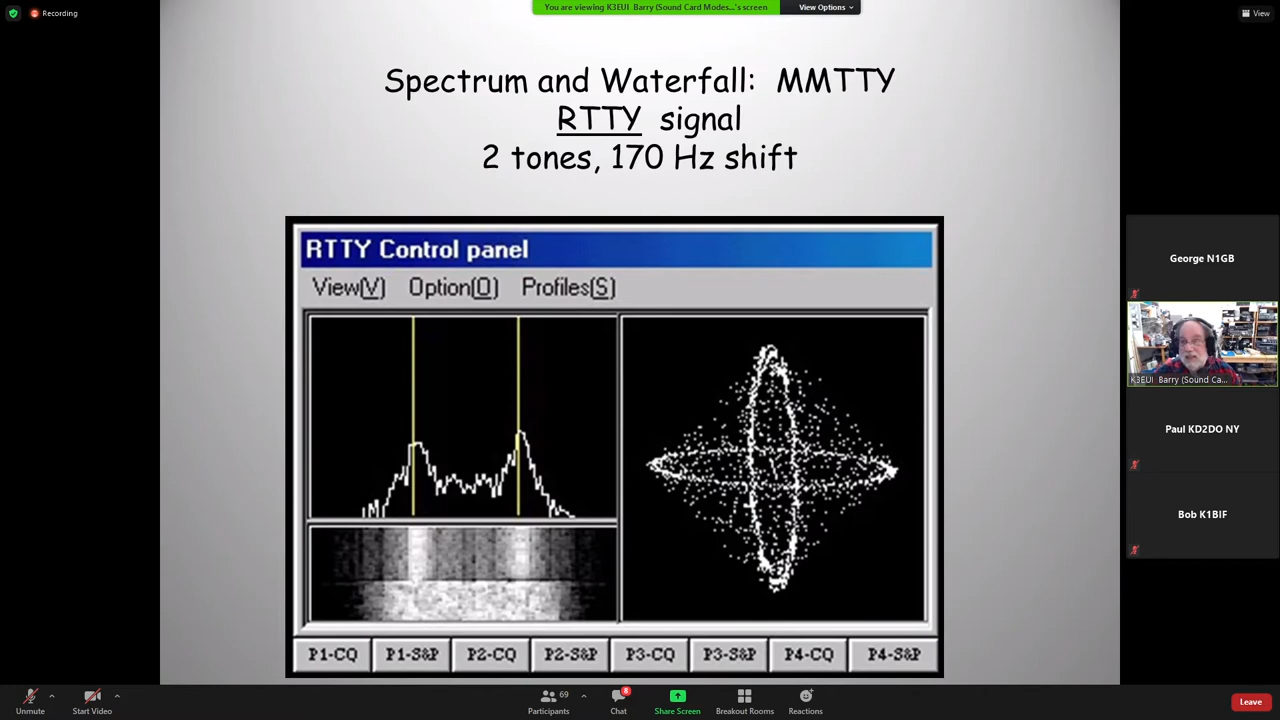 Recording
You are viewing K3EUI Barry (Sound Card Modes...'s screen
View Options
View
Spectrum and Waterfall: MMTTY
RTTY signal
2 tones, 170 Hz shift
RTTY Control panel
View(V) Option(O) Profiles(S)
P1-CQ P1-S&P P2-CQ P2-S&P P3-CQ P3-S&P P4-CQ P4-S&P
George N1GB
K3EUI Barry (Sound Ca...
Paul KD2DO NY
Bob K1BIF
Unmute
Start Video
69
Participants
8
Chat
Share Screen
Breakout Rooms
Reactions
Leave